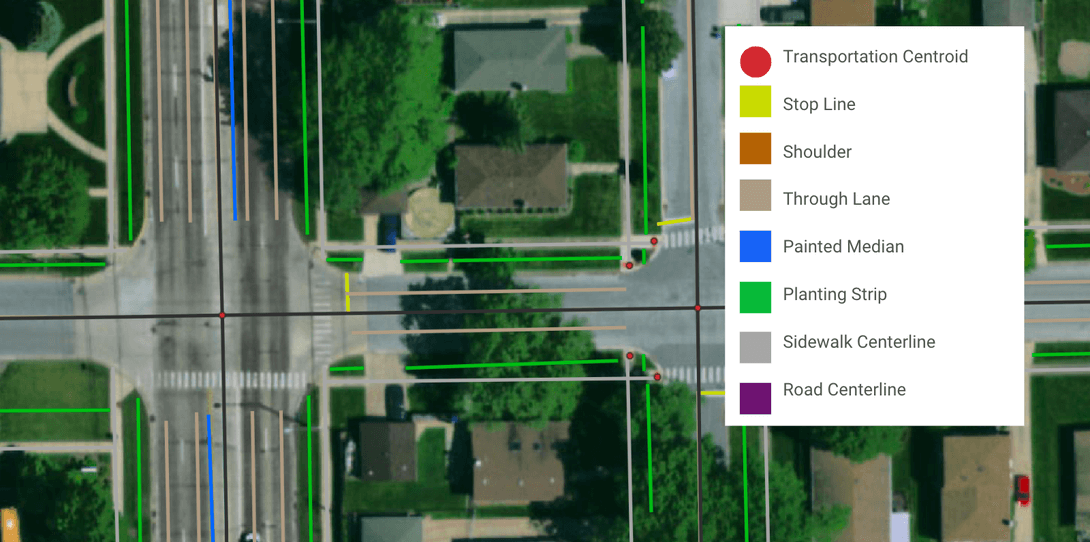 Transportation Centroid
Stop Line
Shoulder
Through Lane
Painted Median
Planting Strip
Sidewalk Centerline
Road Centerline